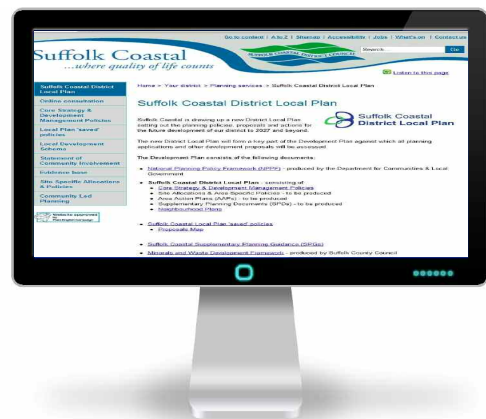 Go to content | A to Z | Sitemap | Accessibility | Jobs | What's on | Contact us
Suffolk Coastal
...where quality of life counts
SUFFOLK COASTAL DISTRICT COUNCIL
Search
Go
Listen to this page
Suffolk Coastal District Local Plan
Online consultation
Core Strategy & Development Management Policies
Local Plan 'saved' policies
Local Development Scheme
Statement of Community Involvement
Evidence base
Site Specific Allocations & Policies
Community Led Planning
Home > Your district > Planning services > Suffolk Coastal District Local Plan
Suffolk Coastal District Local Plan
Suffolk Coastal is drawing up a new District Local Plan
setting out the planning policies, proposals and actions for
the future development of our district to 2027 and beyond.
Suffolk Coastal
District Local Plan
The new District Local Plan will form a key part of the Development Plan against which all planning
applications and other development proposals will be assessed.
The Development Plan consists of the following documents:
• National Planning Policy Framework (NPPF) - produced by the Department for Communities & Local
Government
• Suffolk Coastal District Local Plan - consisting of
• Core Strategy & Development Management Policies
• Site Allocations & Area Specific Policies - to be produced
• Area Action Plans (AAPs) - to be produced
• Supplementary Planning Documents (SPDs) - to be produced
• Neighbourhood Plans
• Suffolk Coastal Local Plan 'saved' policies
• Proposals Map
• Suffolk Coastal Supplementary Planning Guidance (SPGs)
• Minerals and Waste Development Framework - produced by Suffolk County Council